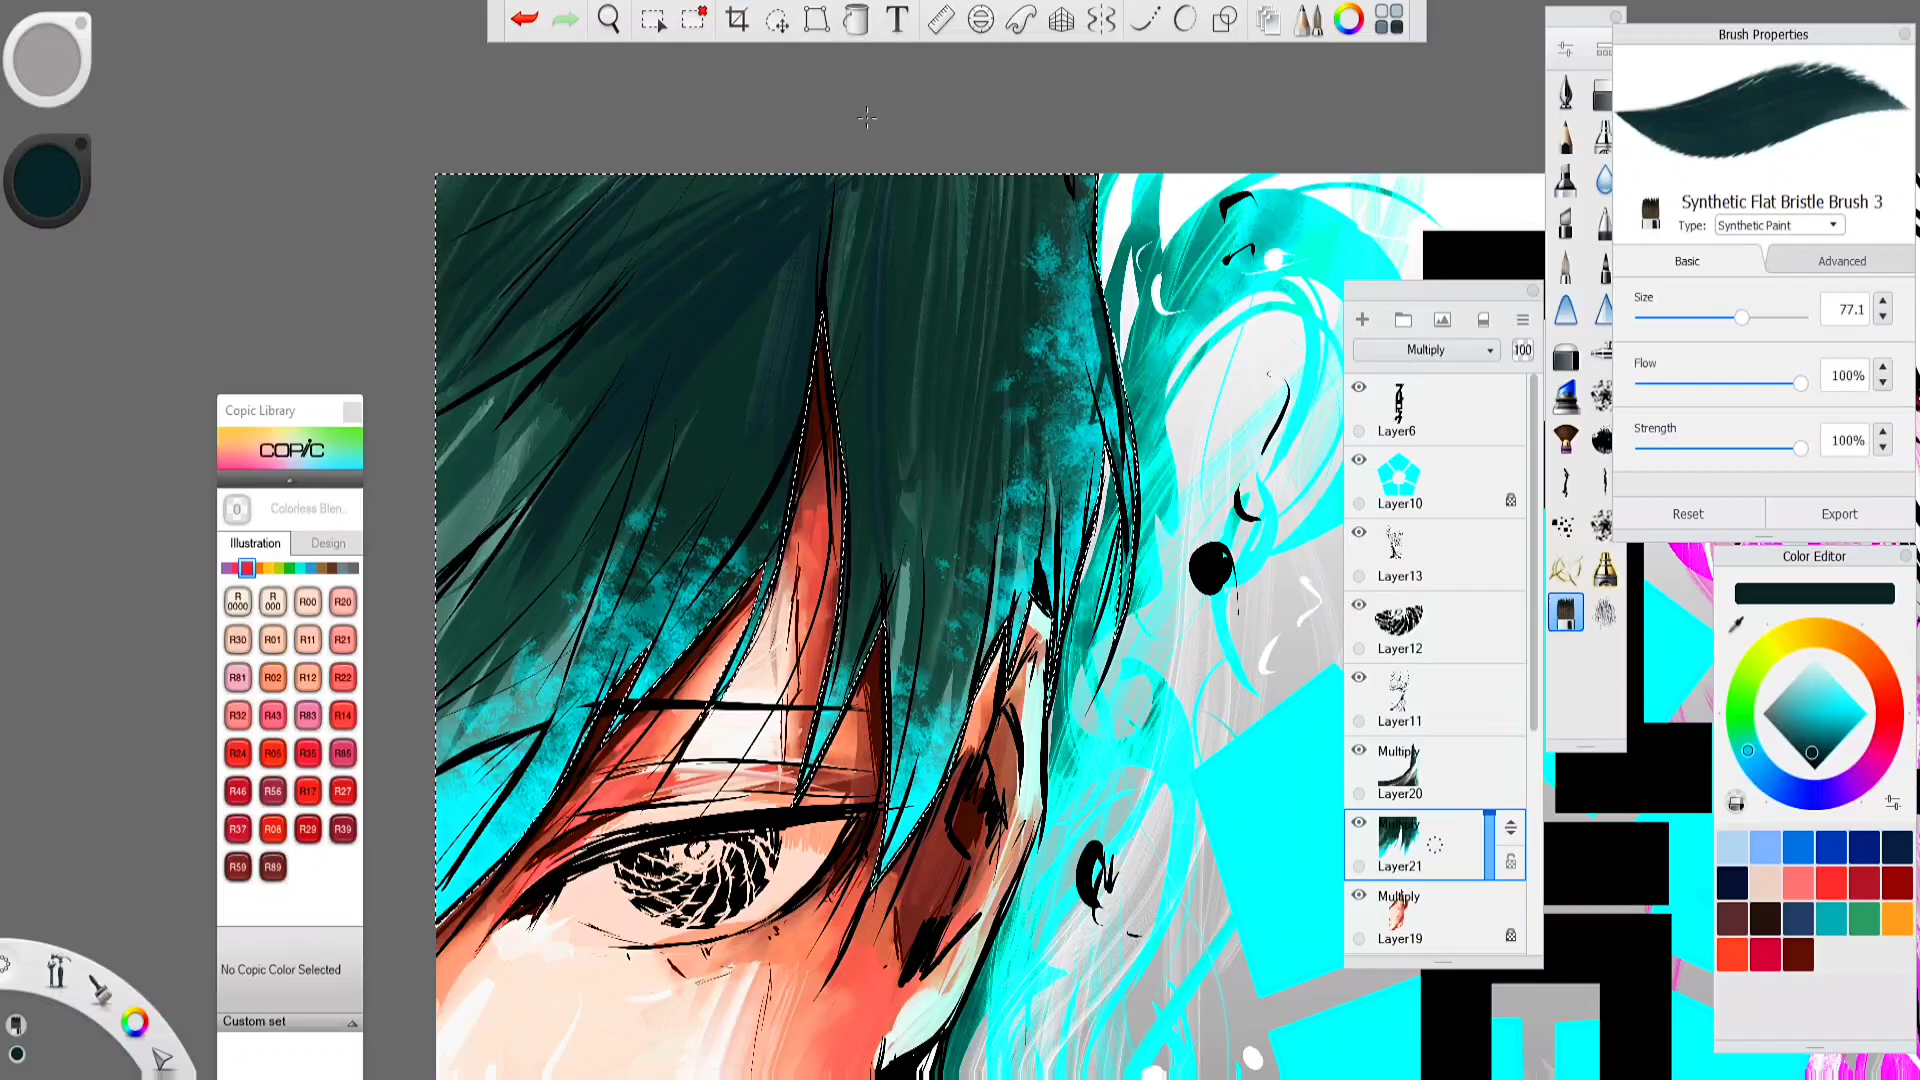 Brush Properties
Synthetic Flat Bristle Brush 3
Type: Synthetic Paint
Basic
Advanced
Size
77.1
Flow
100%
Strength
100%
Reset
Export
Color Editor
Multiply
100
Layer6
Layer10
Layer13
Layer12
Layer11
Multiply
Layer20
Multiply
Layer21
Multiply
Layer19
Copic Library
COPIC
0
Colorless Blen..
Illustration
Design
R0000 R000 R00 R20
R30 R01 R11 R21
R81 R02 R12 R22
R32 R43 R83 R14
R24 R05 R35 R85
R46 R56 R17 R27
R37 R08 R29 R39
R59 R89
No Copic Color Selected
Custom set
T